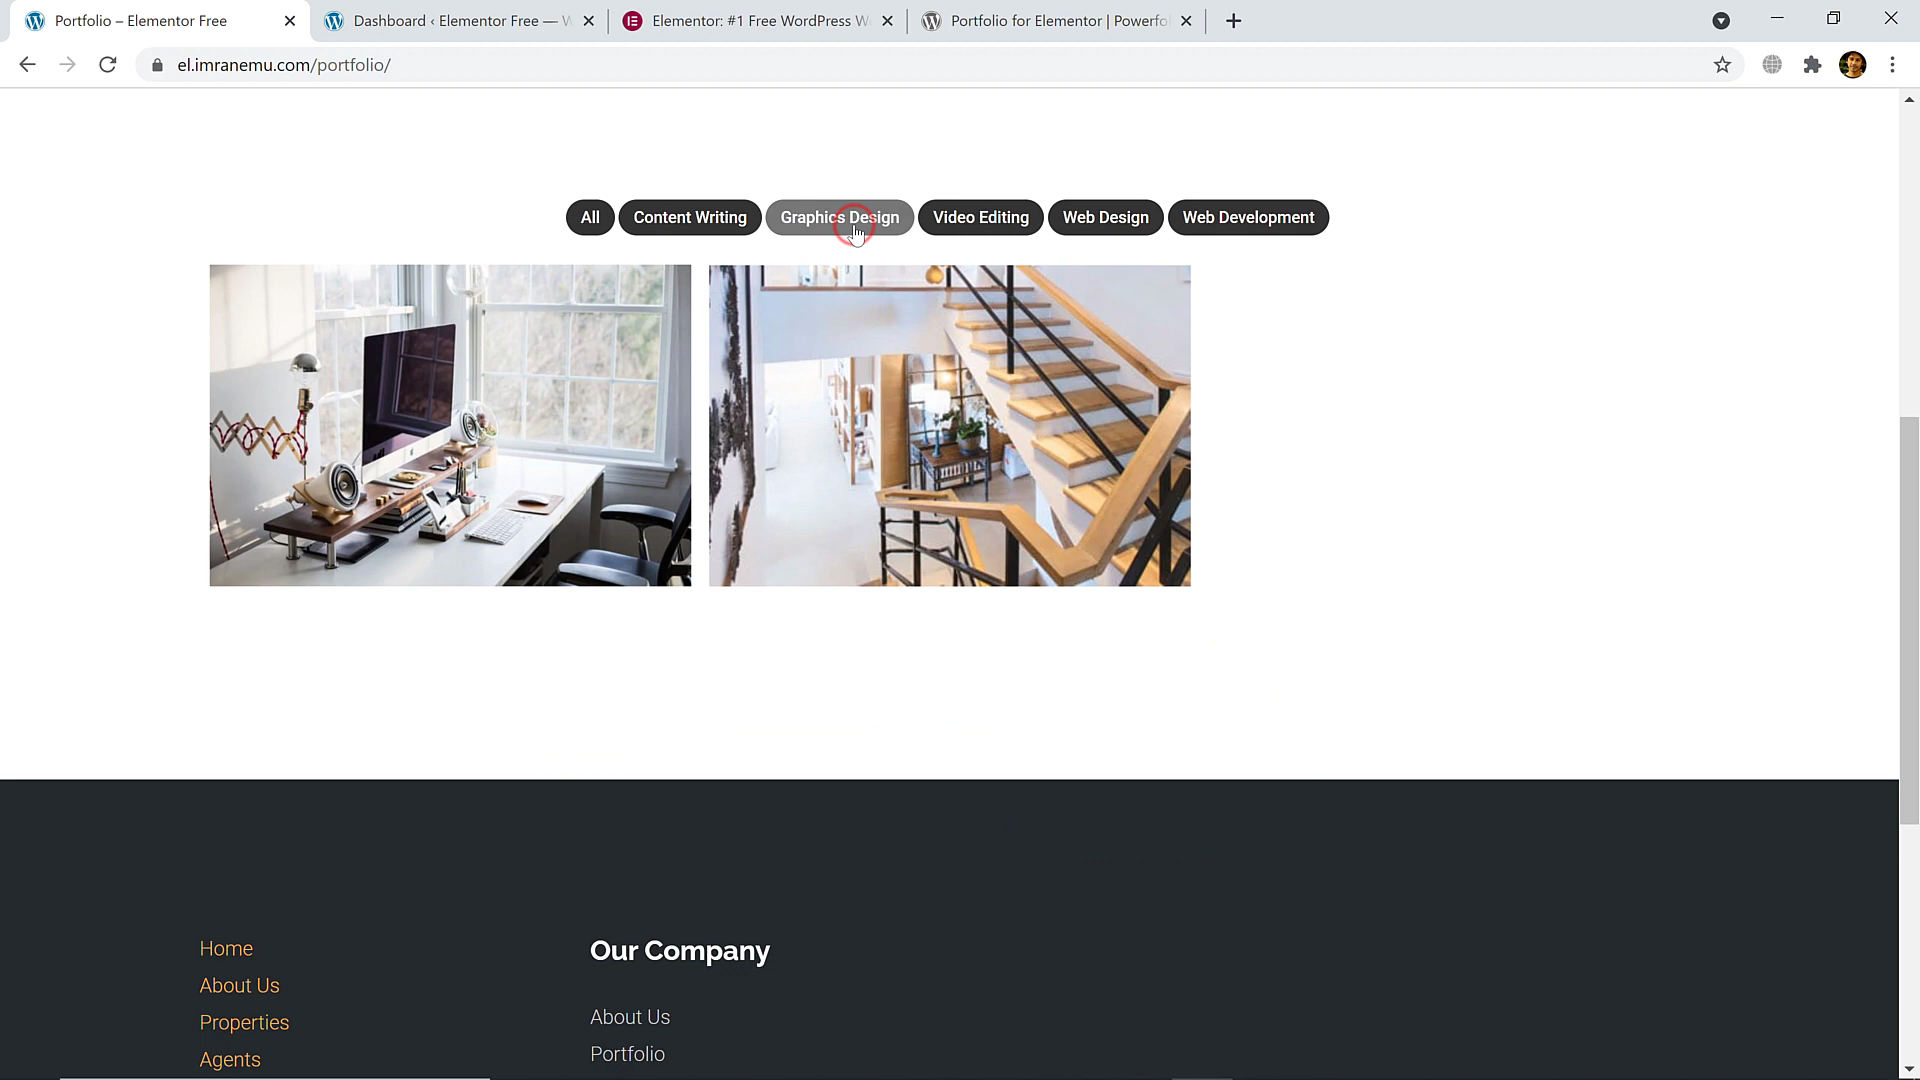 Portfolio – Elementor Free
Dashboard ‹ Elementor Free — W
Elementor: #1 Free WordPress W
Portfolio for Elementor | Powerfo
el.imranemu.com/portfolio/
All
Content Writing
Graphics Design
Video Editing
Web Design
Web Development
Home
About Us
Properties
Agents
Our Company
About Us
Portfolio